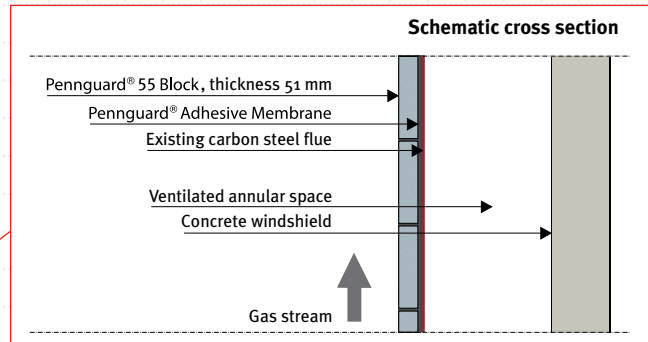 Schematic cross section
Pennguard® 55 Block, thickness 51 mm
Pennguard® Adhesive Membrane
Existing carbon steel flue
Ventilated annular space
Concrete windshield
Gas stream